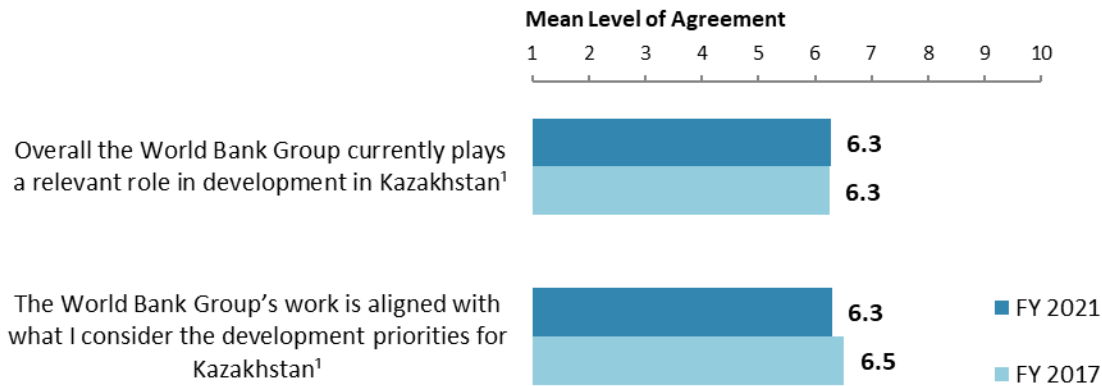 Mean Level of Agreement
1 2 3 4 5 6 7 8 9 10
Overall the World Bank Group currently plays
a relevant role in development in Kazakhstan¹
6.3
6.3
The World Bank Group’s work is aligned with
what I consider the development priorities for
Kazakhstan¹
6.3
6.5
FY 2021
FY 2017